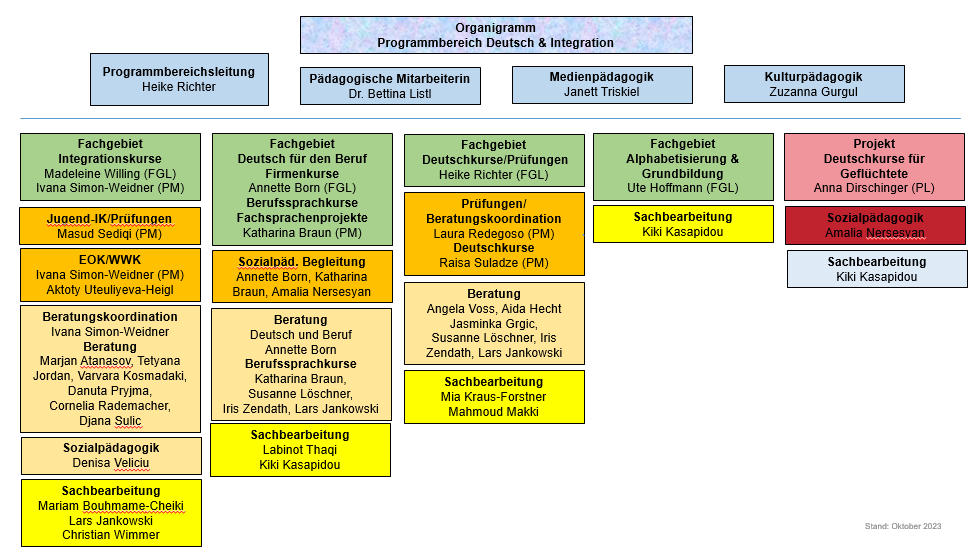 Organigramm
Programmbereich Deutsch & Integration
Programmbereichsleitung
Heike Richter
Pädagogische Mitarbeiterin
Dr. Bettina Listl
Medienpädagogik
Janett Triskiel
Kulturpädagogik
Zuzanna Gurgul
Fachgebiet
Integrationskurse
Madeleine Willing (FGL)
Ivana Simon-Weidner (PM)
Jugend-IK/Prüfungen
Masud Sediqi (PM)
EOK/WWK
Ivana Simon-Weidner (PM)
Aktoty Uteuliyeva-Heigl
Beratungskoordination
Ivana Simon-Weidner
Beratung
Marjan Atanasov, Tetyana
Jordan, Varvara Kosmadaki,
Danuta Pryjma,
Cornelia Rademacher,
Djana Sulic
Sozialpädagogik
Denisa Veliciu
Sachbearbeitung
Mariam Bouhmame-Cheiki
Lars Jankowski
Christian Wimmer
Fachgebiet
Deutsch für den Beruf
Firmenkurse
Annette Born (FGL)
Berufssprachkurse
Fachsprachenprojekte
Katharina Braun (PM)
Sozialpäd. Begleitung
Annette Born, Katharina
Braun, Amalia Nersesyan
Beratung
Deutsch und Beruf
Annette Born
Berufssprachkurse
Katharina Braun,
Susanne Löschner,
Iris Zendath, Lars Jankowski
Sachbearbeitung
Labinot Thaqi
Kiki Kasapidou
Fachgebiet
Deutschkurse/Prüfungen
Heike Richter (FGL)
Prüfungen/
Beratungskoordination
Laura Redegoso (PM)
Deutschkurse
Raisa Suladze (PM)
Beratung
Angela Voss, Aida Hecht
Jasminka Grgic,
Susanne Löschner, Iris
Zendath, Lars Jankowski
Sachbearbeitung
Mia Kraus-Forstner
Mahmoud Makki
Fachgebiet
Alphabetisierung &
Grundbildung
Ute Hoffmann (FGL)
Sachbearbeitung
Kiki Kasapidou
Projekt
Deutschkurse für
Geflüchtete
Anna Dirschinger (PL)
Sozialpädagogik
Amalia Nersesyan
Sachbearbeitung
Kiki Kasapidou
Stand: Oktober 2023